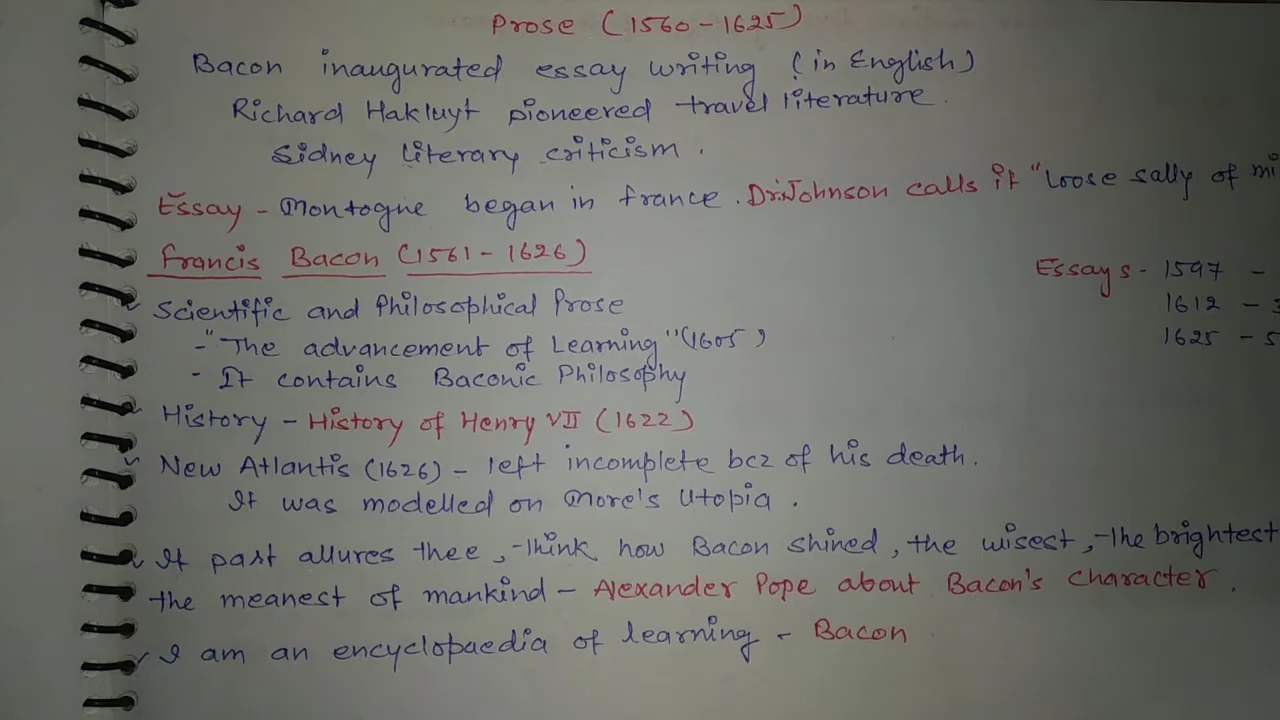 Prose (1560-1625)
Bacon inaugurated essay writing (in English)
Richard Hakluyt pioneered travel literature.
Sidney literary criticism.
Essay - Montogne began in france. Dr.Johnson calls it "loose sally of
Francis Bacon (1561-1626)
Essays - 1597 -
1612 -
1625 - 5
Scientific and Philosophical Prose
- "The advancement of Learning" (1605)
- It contains Baconic Philosophy
History - History of Henry VII (1622)
New Atlantis (1626) - left incomplete bcz of his death.
It was modelled on More's Utopia.
It part allures thee, think how Bacon shined, the wisest, the brightest
the meanest of mankind - Alexander Pope about Bacon's character.
I am an encyclopaedia of learning - Bacon